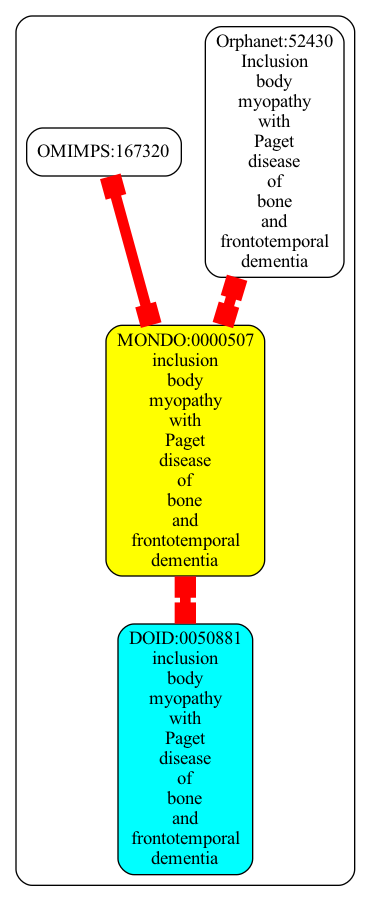 Orphanet:52430
Inclusion
body
myopathy
with
Paget
disease
of
bone
and
frontotemporal
dementia
OMIMPS:167320
MONDO:0000507
inclusion
body
myopathy
with
Paget
disease
of
bone
and
frontotemporal
dementia
DOID:0050881
inclusion
body
myopathy
with
Paget
disease
of
bone
and
frontotemporal
dementia